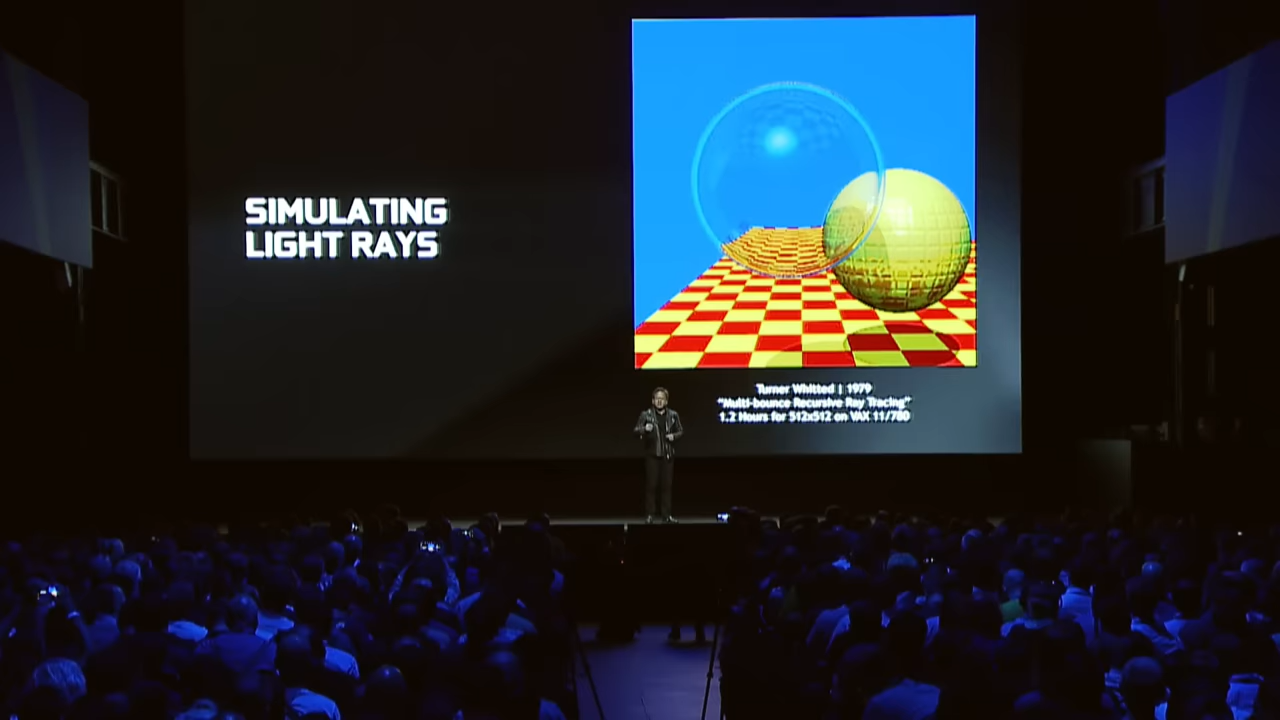 SIMULATING
LIGHT RAYS
Turner Whitted | 1979
"Multi-bounce Recursive Ray Tracing"
1.2 Hours for 512x512 on VAX 11/780